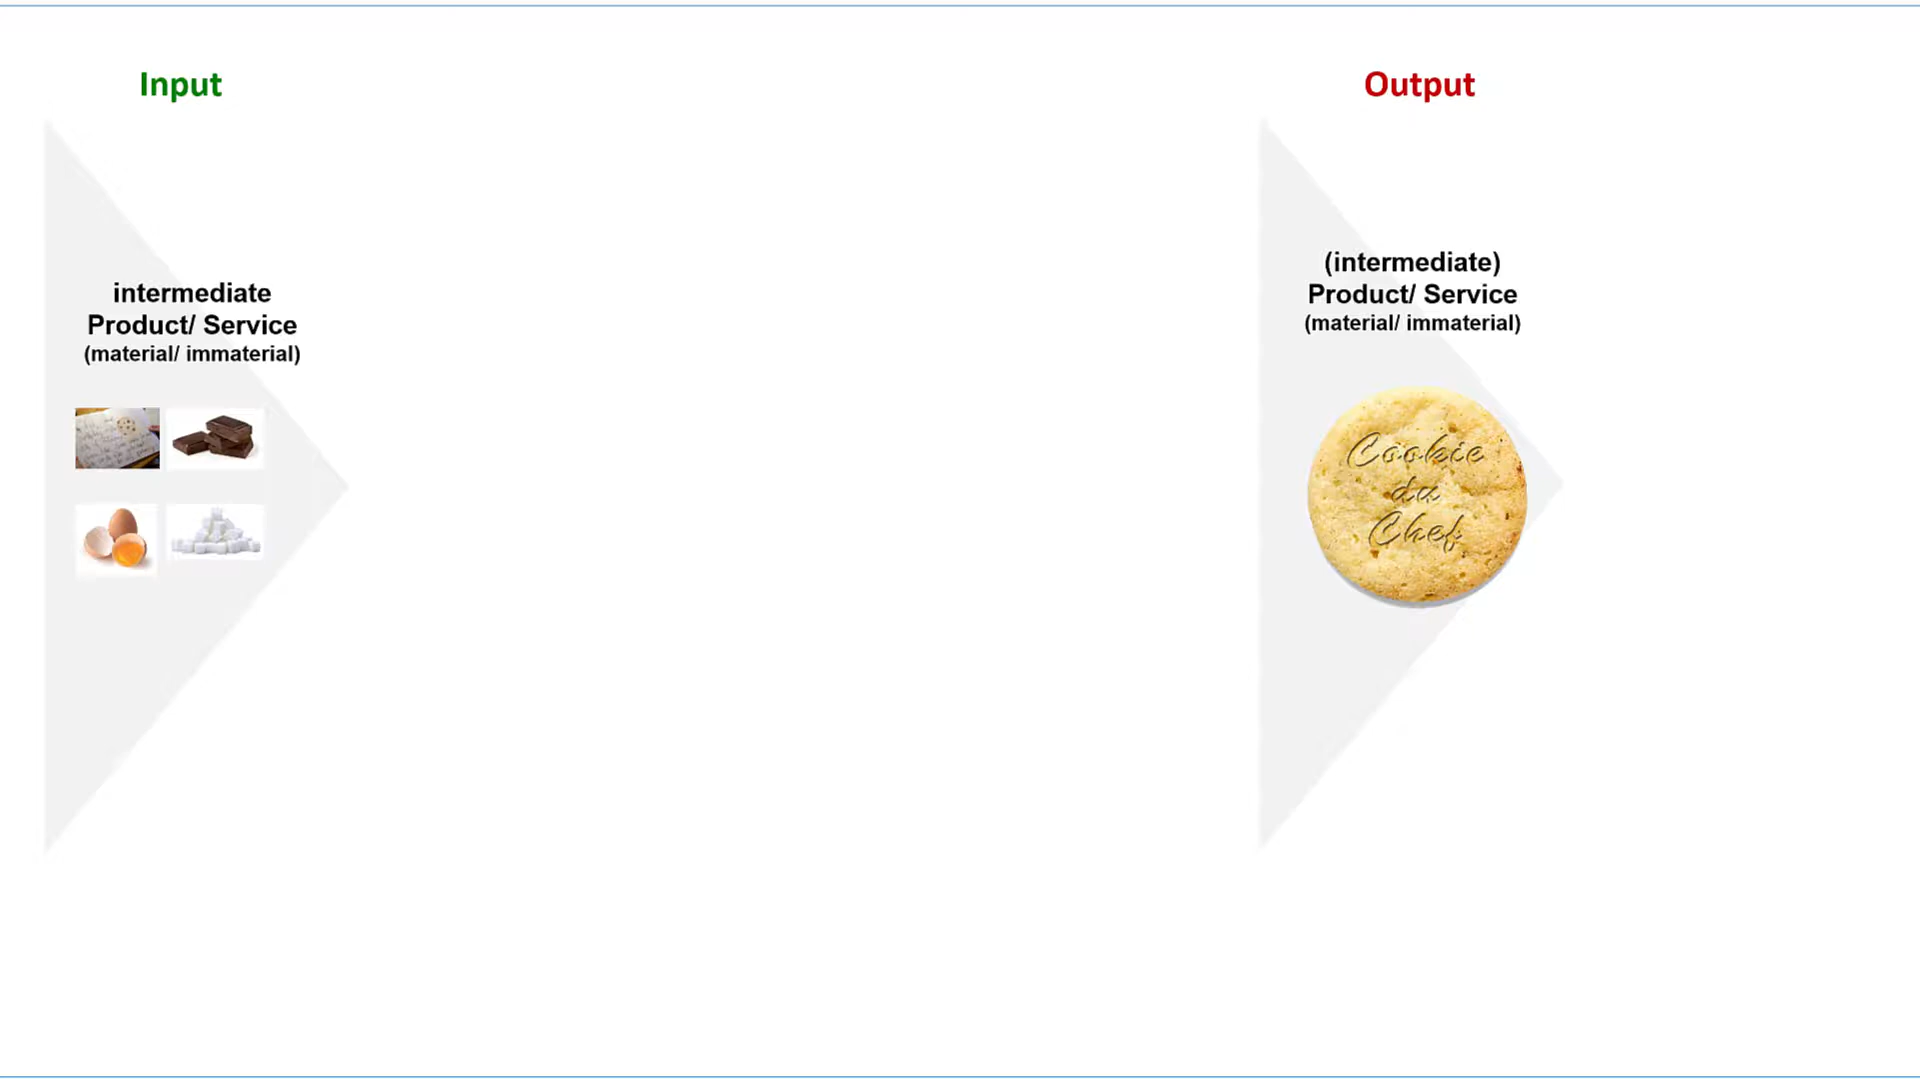 Input
Output
intermediate
Product/ Service
(material/ immaterial)
(intermediate)
Product/ Service
(material/ immaterial)
Cookie
du
Chef